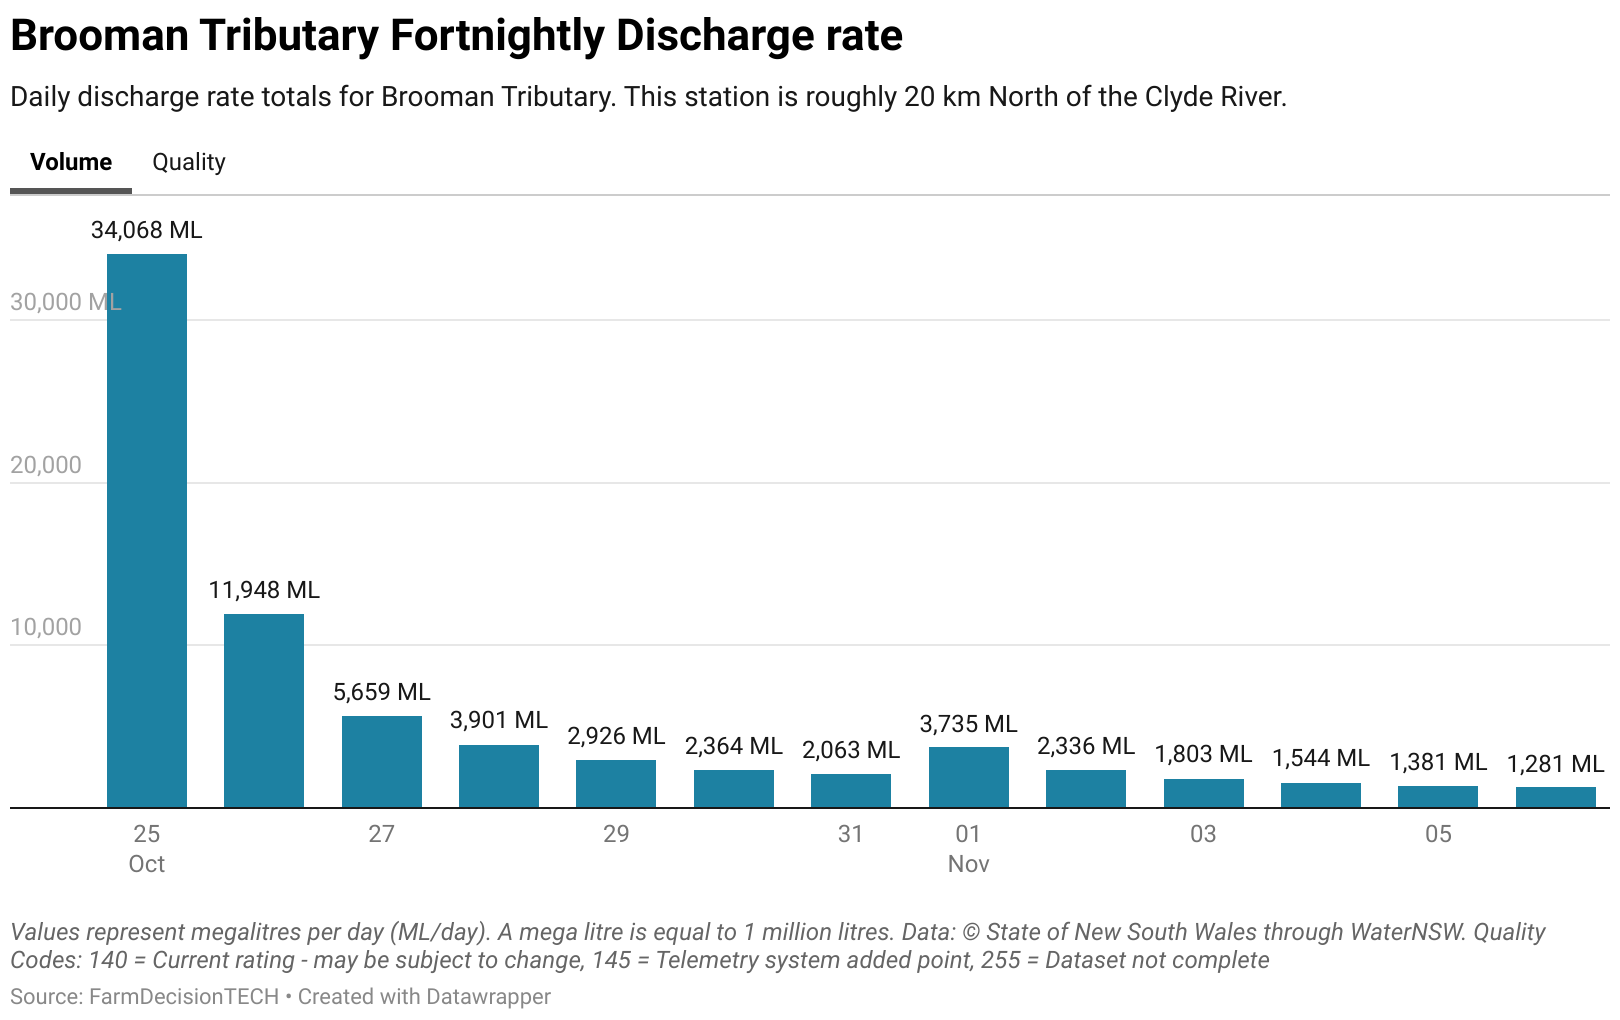 Brooman Tributary Fortnightly Discharge rate
Daily discharge rate totals for Brooman Tributary. This station is roughly 20 km North of the Clyde River.
Volume Quality
34,068 ML
30,000 ML
20,000
11,948 ML
10,000
5,659 ML
3,901 ML
2,926 ML
2,364 ML
2,063 ML
3,735 ML
2,336 ML
1,803 ML
1,544 ML
1,381 ML
1,281 ML
25 27 29 31 01 03 05
Oct Nov
Values represent megalitres per day (ML/day). A mega litre is equal to 1 million litres. Data: © State of New South Wales through WaterNSW. Quality
Codes: 140 = Current rating - may be subject to change, 145 = Telemetry system added point, 255 = Dataset not complete
Source: FarmDecisionTECH • Created with Datawrapper